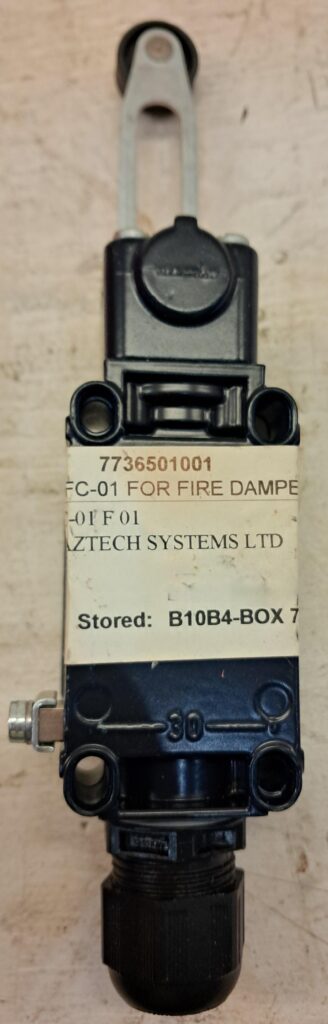 7736501001
FC-01 FOR FIRE DAMPE
-01 F 01
AZTECH SYSTEMS LTD
Stored: B10B4-BOX 7
30